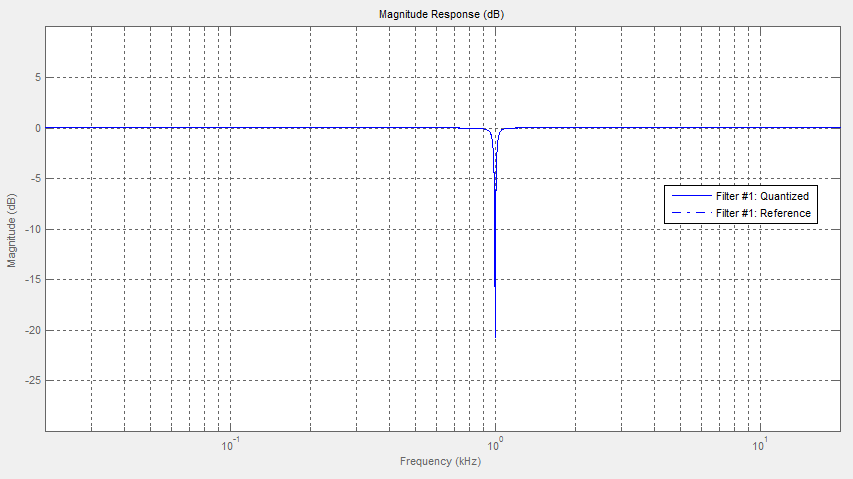 Magnitude Response (dB)
5
0
-5
-10
-15
-20
-25
Magnitude (dB)
Filter #1: Quantized
Filter #1: Reference
10^-1
10^0
10^1
Frequency (kHz)